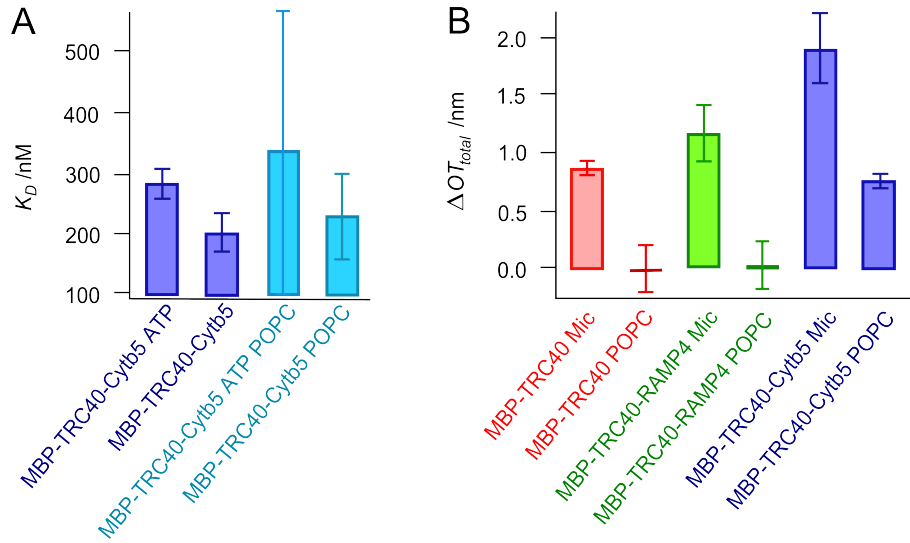 A
K_D /nM
500
400
300
200
100
MBP-TRC40-Cytb5 ATP
MBP-TRC40-Cytb5
MBP-TRC40-Cytb5 ATP POPC
MBP-TRC40-Cytb5 POPC
B
ΔOT_total /nm
2.0
1.5
1.0
0.5
0.0
MBP-TRC40 Mic
MBP-TRC40 POPC
MBP-TRC40-RAMP4 Mic
MBP-TRC40-RAMP4 POPC
MBP-TRC40-Cytb5 Mic
MBP-TRC40-Cytb5 POPC